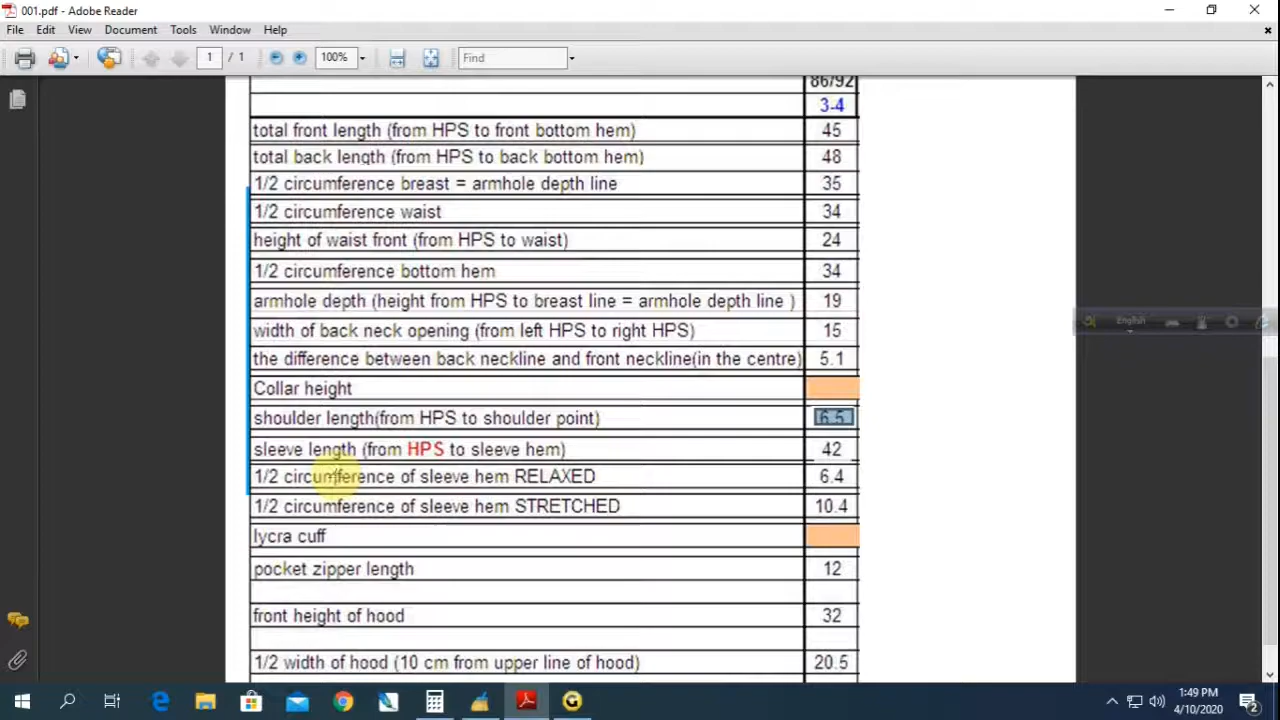 001.pdf - Adobe Reader
File Edit View Document Tools Window Help
1 / 1 100% Find
86/92
3-4
total front length (from HPS to front bottom hem) 45
total back length (from HPS to back bottom hem) 48
1/2 circumference breast = armhole depth line 35
1/2 circumference waist 34
height of waist front (from HPS to waist) 24
1/2 circumference bottom hem 34
armhole depth (height from HPS to breast line = armhole depth line ) 19
English
width of back neck opening (from left HPS to right HPS) 15
the difference between back neckline and front neckline(in the centre) 5.1
Collar height
shoulder length(from HPS to shoulder point) 6.5
sleeve length (from HPS to sleeve hem) 42
1/2 circumference of sleeve hem RELAXED 6.4
1/2 circumference of sleeve hem STRETCHED 10.4
lycra cuff
pocket zipper length 12
front height of hood 32
1/2 width of hood (10 cm from upper line of hood) 20.5
1:49 PM
4/10/2020
2